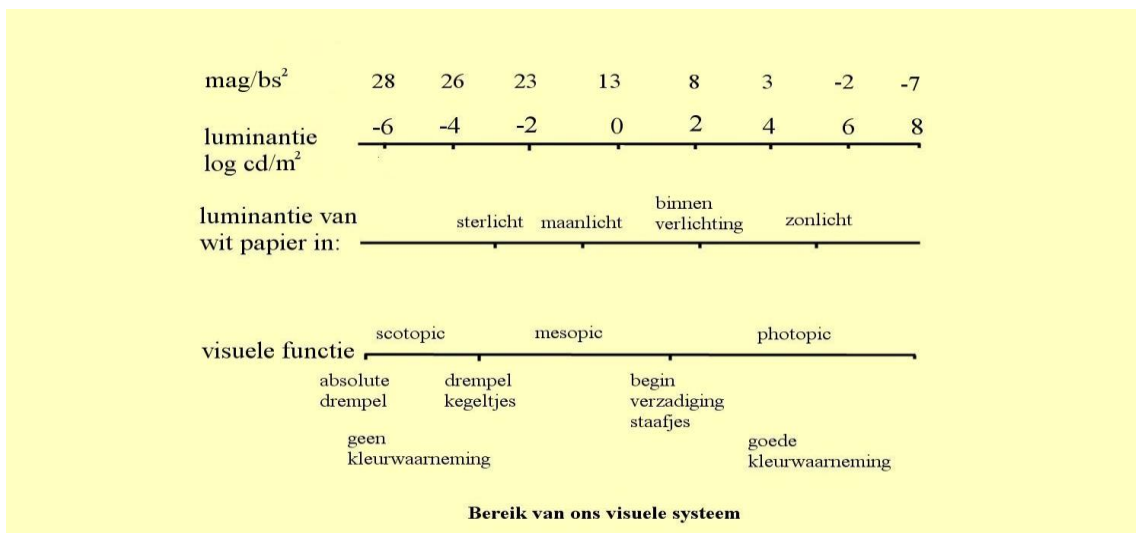 mag/bs² 28 26 23 13 8 3 -2 -7
-6 -4 -2 0 2 4 6 8
luminantie
log cd/m²
binnen
sterlicht maanlicht verlichting zonlicht
luminantie van
wit papier in:
scotopic mesopic photopic
visuele functie
absolute drempel begin
drempel kegeltjes verzadiging
staafjes
geen goede
kleurwaarneming kleurwaarneming
Bereik van ons visuele systeem